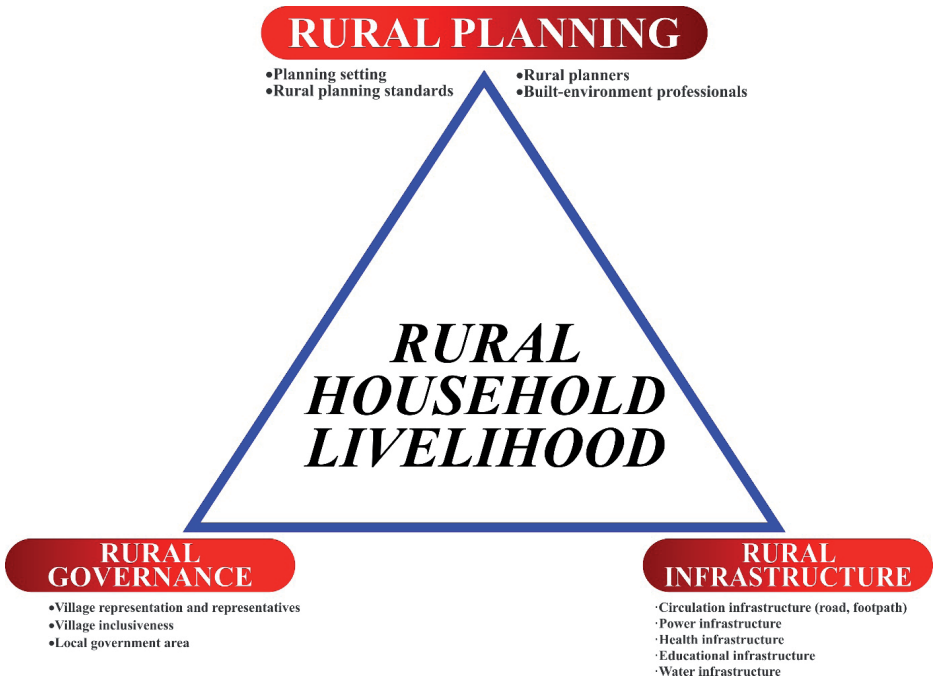 RURAL PLANNING
•Planning setting
•Rural planning standards
•Rural planners
•Built-environment professionals
RURAL
HOUSEHOLD
LIVELIHOOD
RURAL
GOVERNANCE
•Village representation and representatives
•Village inclusiveness
•Local government area
RURAL
INFRASTRUCTURE
·Circulation infrastructure (road, footpath)
·Power infrastructure
·Health infrastructure
·Educational infrastructure
·Water infrastructure